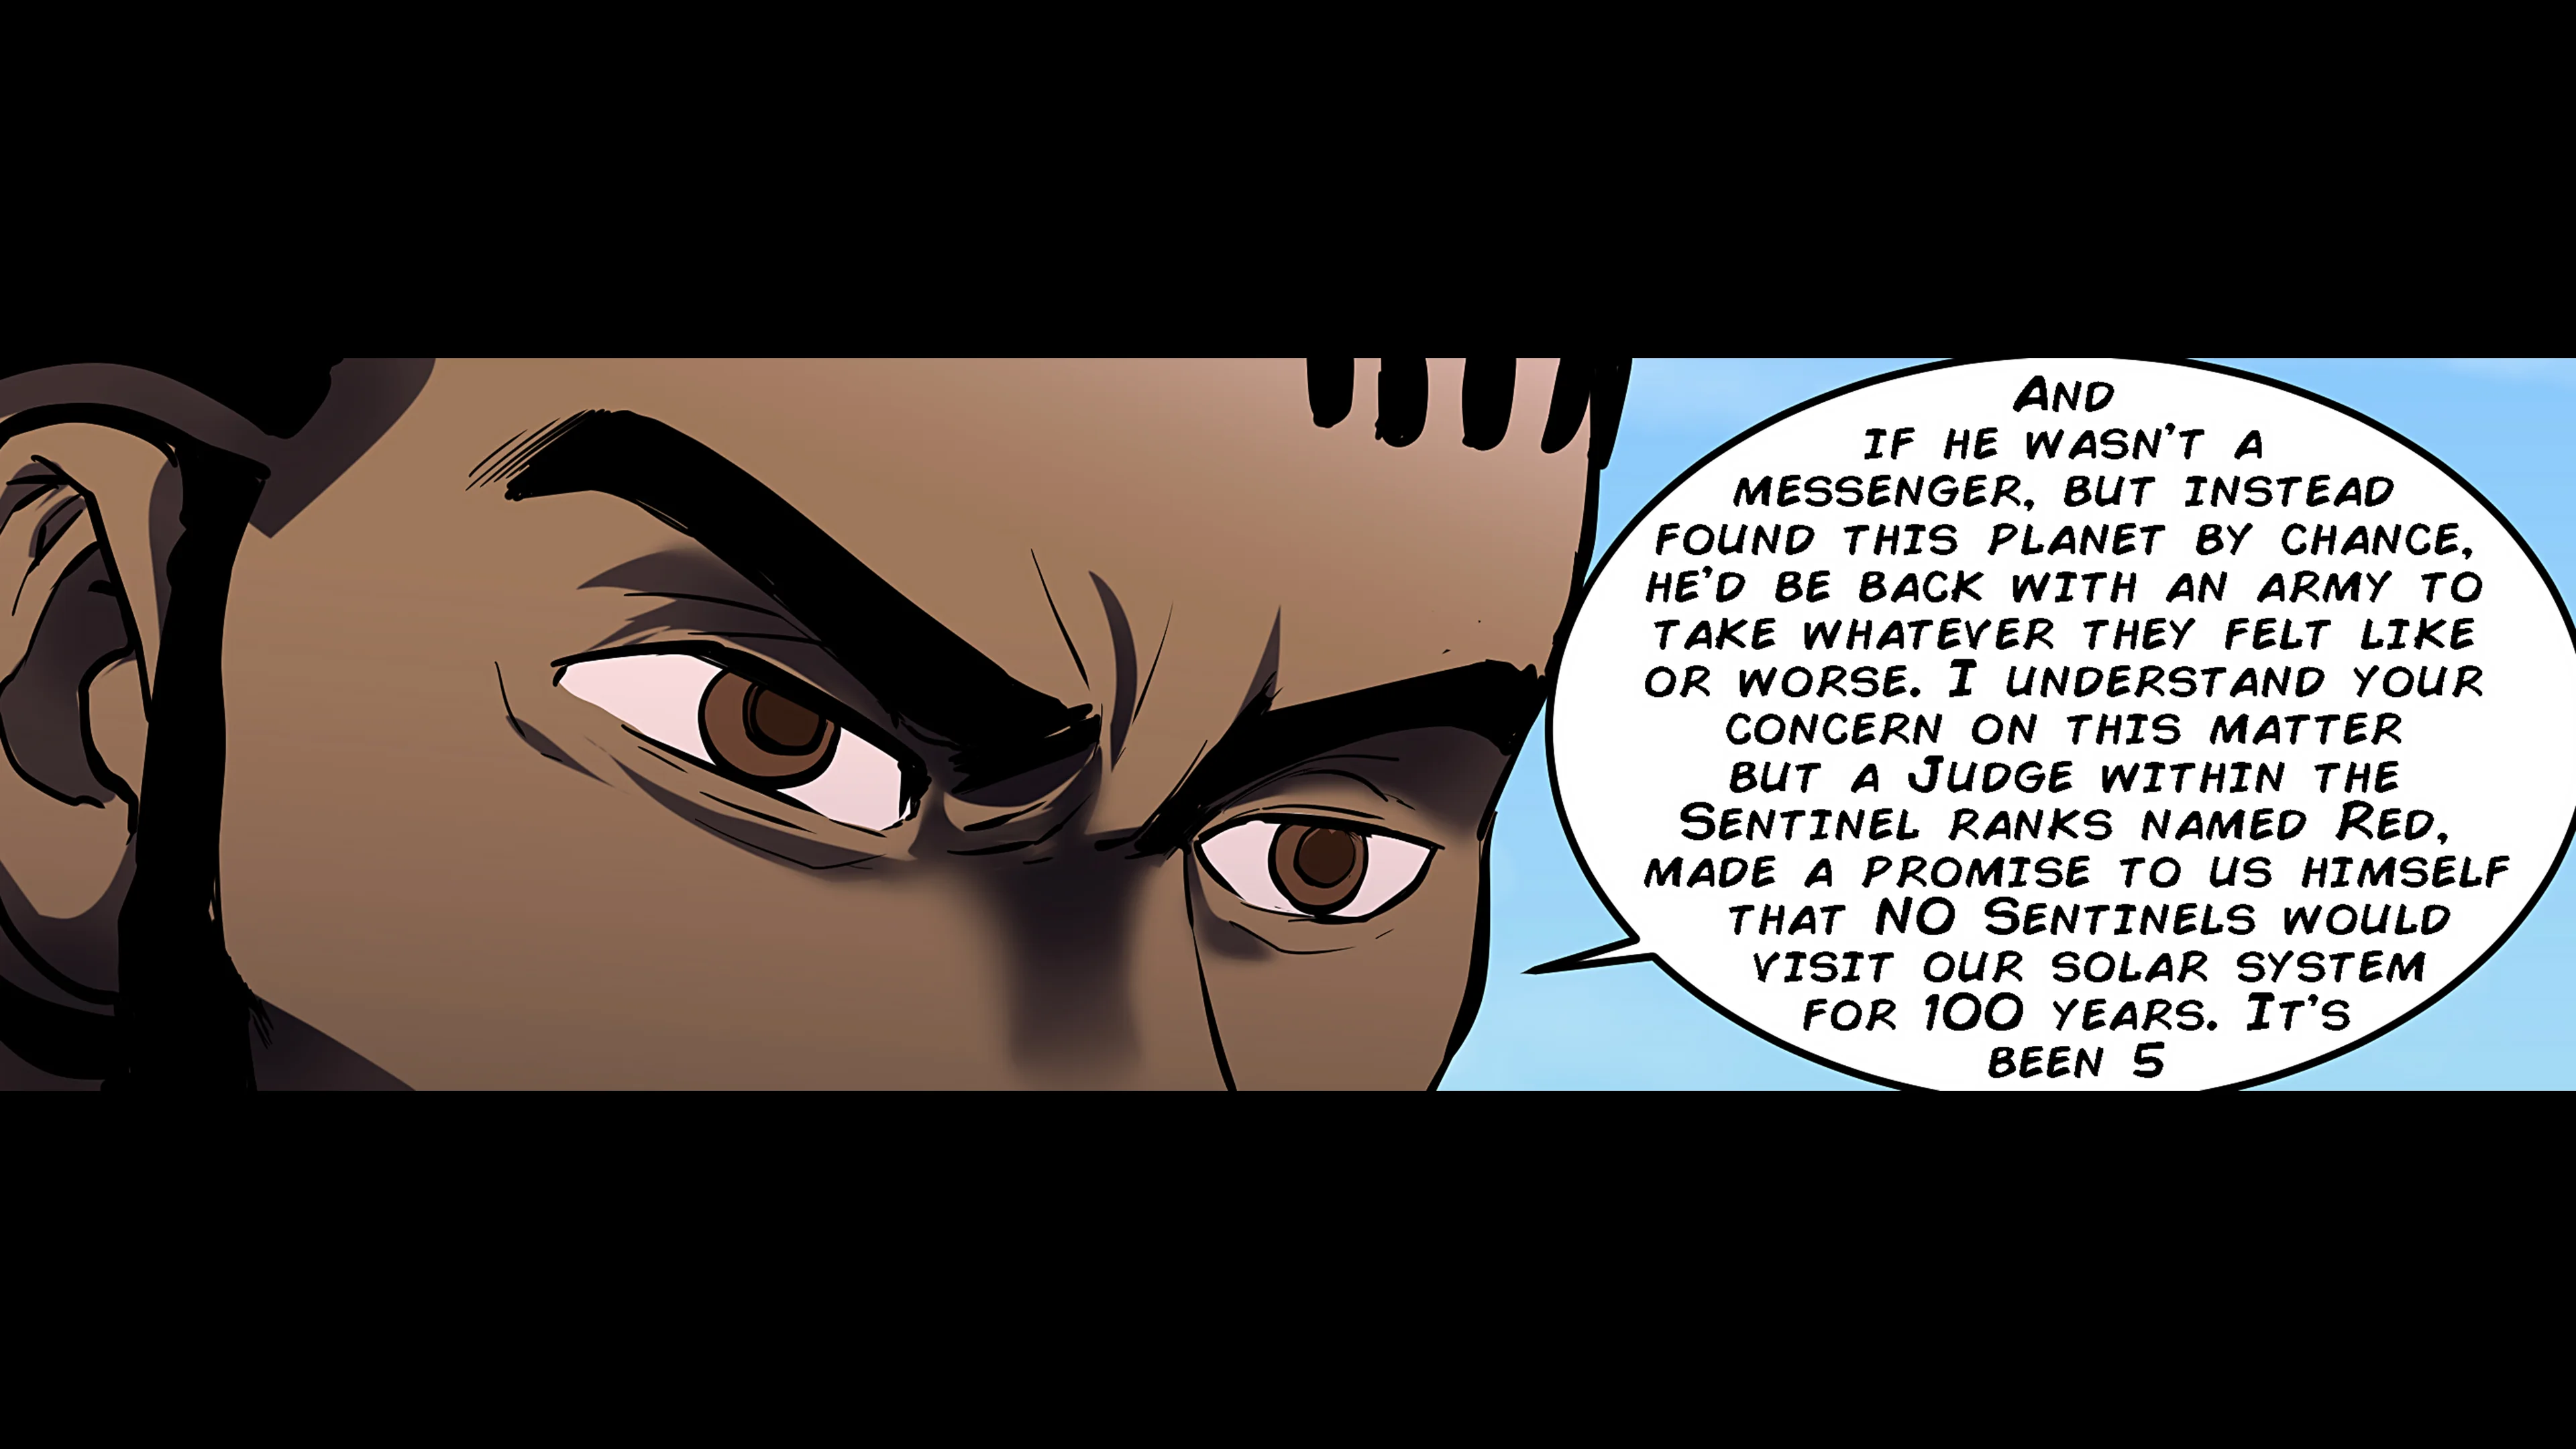 AND
IF HE WASN'T A
MESSENGER, BUT INSTEAD
FOUND THIS PLANET BY CHANCE,
HE'D BE BACK WITH AN ARMY TO
TAKE WHATEVER THEY FELT LIKE
OR WORSE. I UNDERSTAND YOUR
CONCERN ON THIS MATTER
BUT A JUDGE WITHIN THE
SENTINEL RANKS NAMED RED,
MADE A PROMISE TO US HIMSELF
THAT NO SENTINELS WOULD
VISIT OUR SOLAR SYSTEM
FOR 100 YEARS. IT'S
BEEN 5